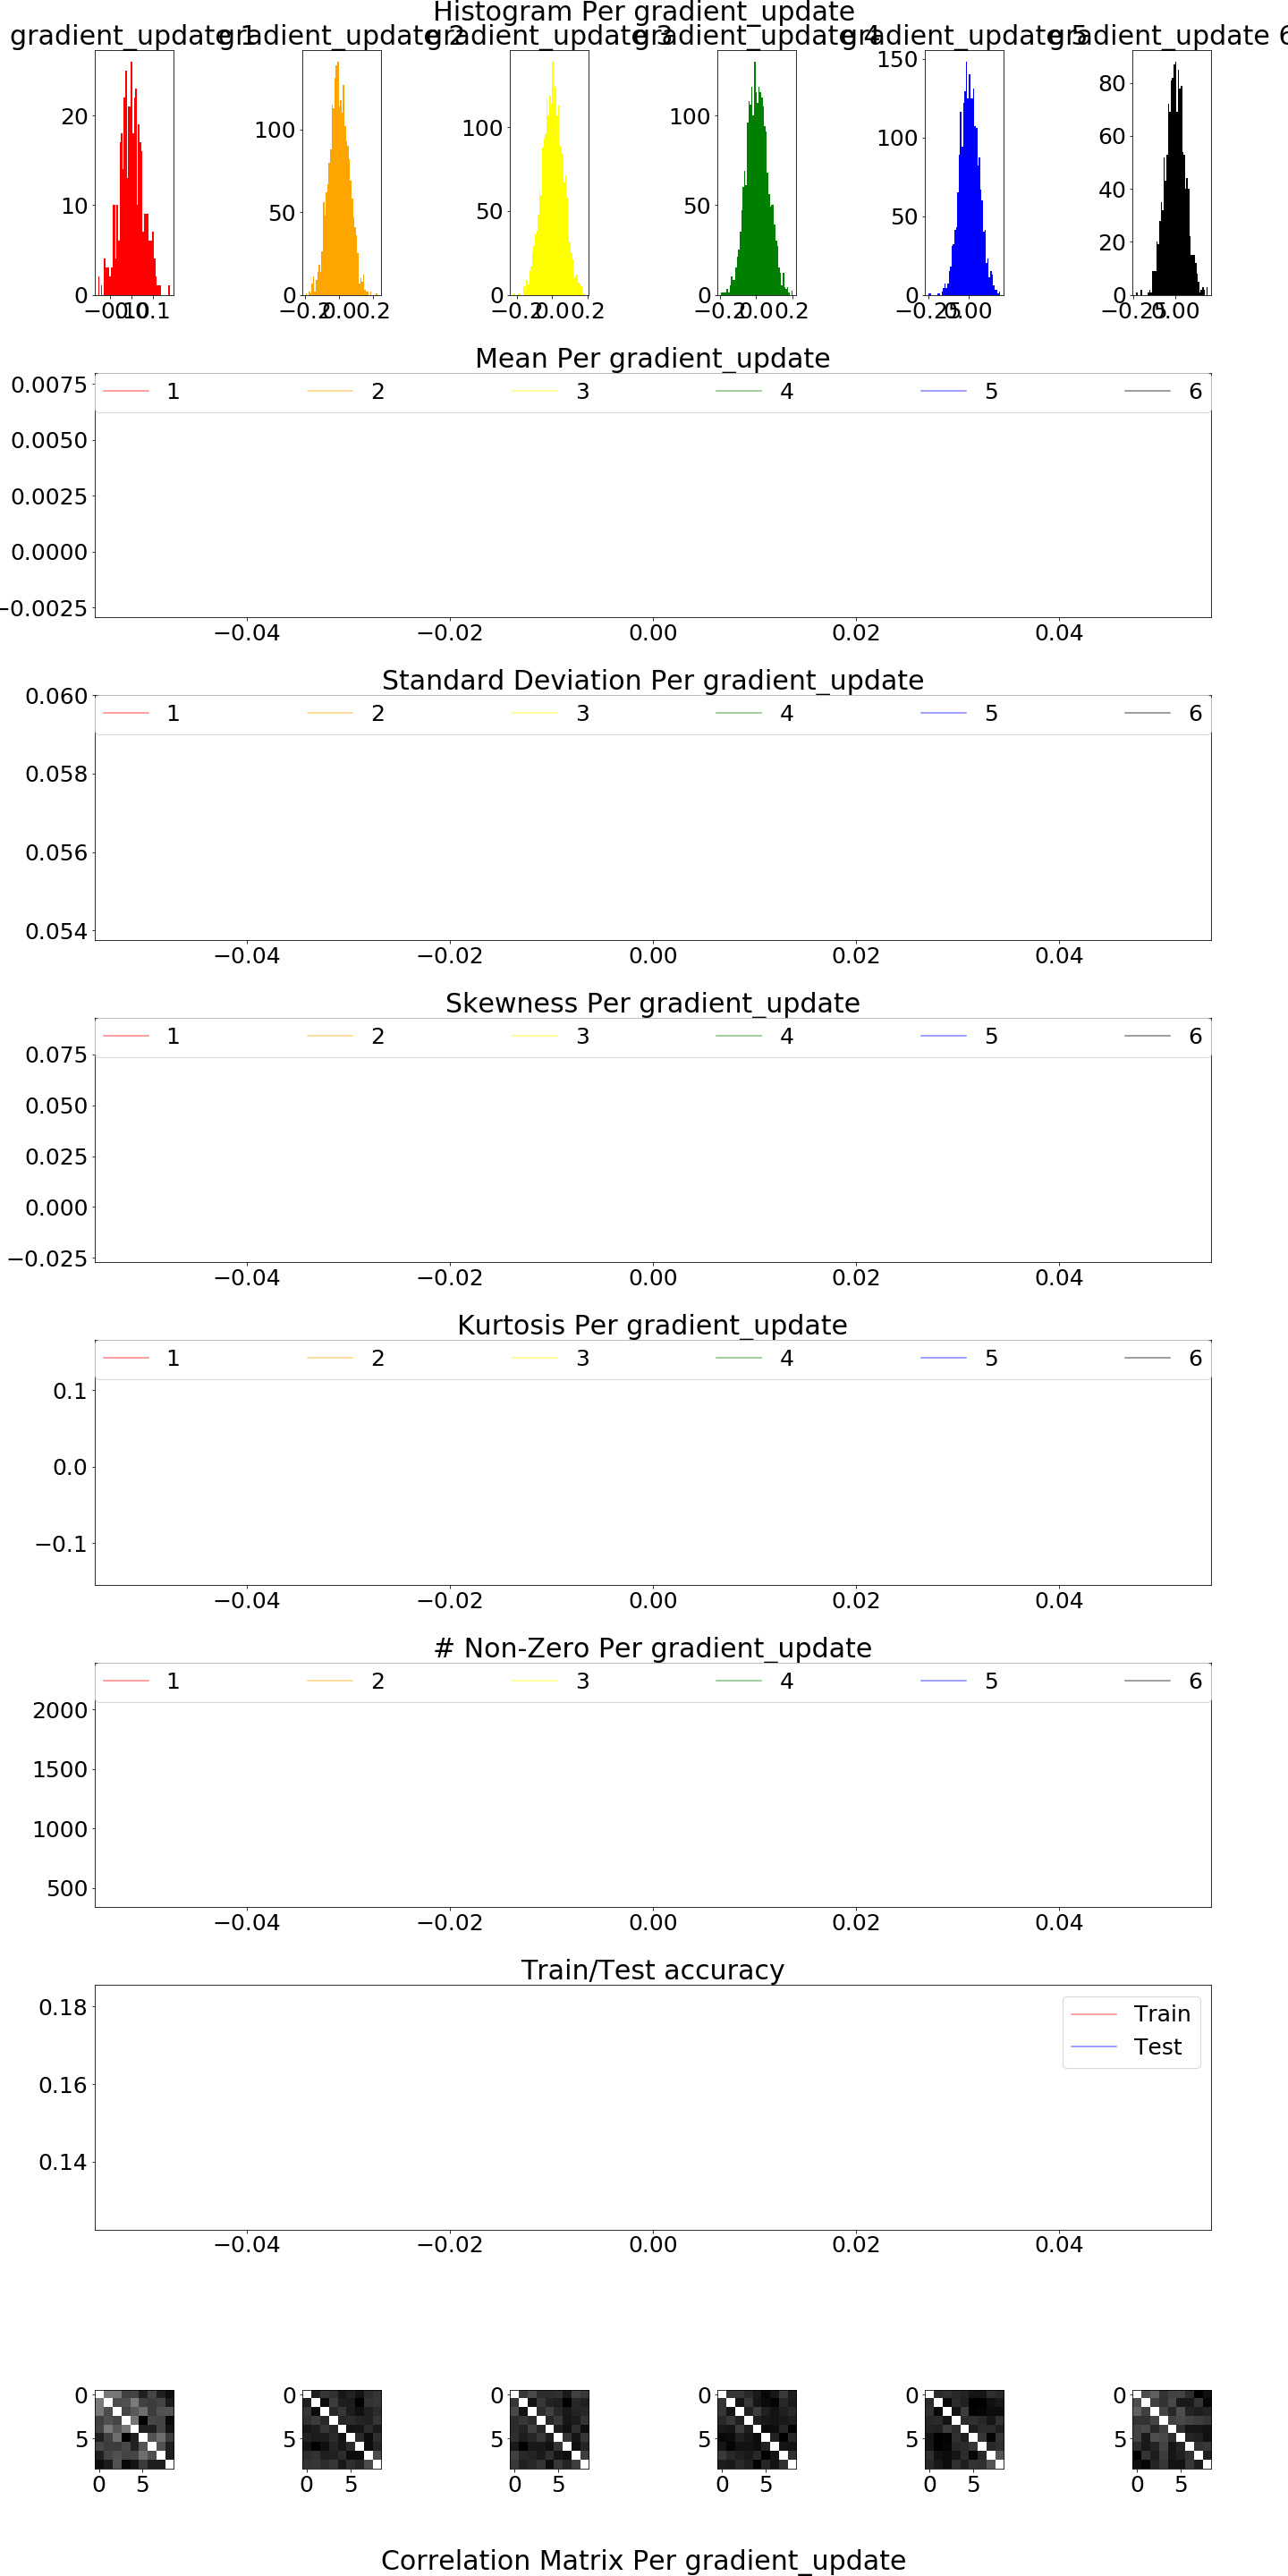 Histogram Per gradient_update
gradient_update 1 gradient_update 2 gradient_update 3 gradient_update 4 gradient_update 5 gradient_update 6
20
10
0
−0.1 0.0 0.1
100
50
0
−0.2 0.0 0.2
100
50
0
−0.2 0.0 0.2
100
50
0
−0.2 0.0 0.2
150
100
50
0
−0.25 0.00
80
60
40
20
0
−0.25 0.00
Mean Per gradient_update
1 2 3 4 5 6
0.0075
0.0050
0.0025
0.0000
−0.0025
−0.04 −0.02 0.00 0.02 0.04
Standard Deviation Per gradient_update
1 2 3 4 5 6
0.060
0.058
0.056
0.054
−0.04 −0.02 0.00 0.02 0.04
Skewness Per gradient_update
1 2 3 4 5 6
0.075
0.050
0.025
0.000
−0.025
−0.04 −0.02 0.00 0.02 0.04
Kurtosis Per gradient_update
1 2 3 4 5 6
0.1
0.0
−0.1
−0.04 −0.02 0.00 0.02 0.04
# Non-Zero Per gradient_update
1 2 3 4 5 6
2000
1500
1000
500
−0.04 −0.02 0.00 0.02 0.04
Train/Test accuracy
Train
Test
0.18
0.16
0.14
−0.04 −0.02 0.00 0.02 0.04
0 0 0 0 0 0
5 5 5 5 5 5
0 5 0 5 0 5 0 5 0 5 0 5
Correlation Matrix Per gradient_update